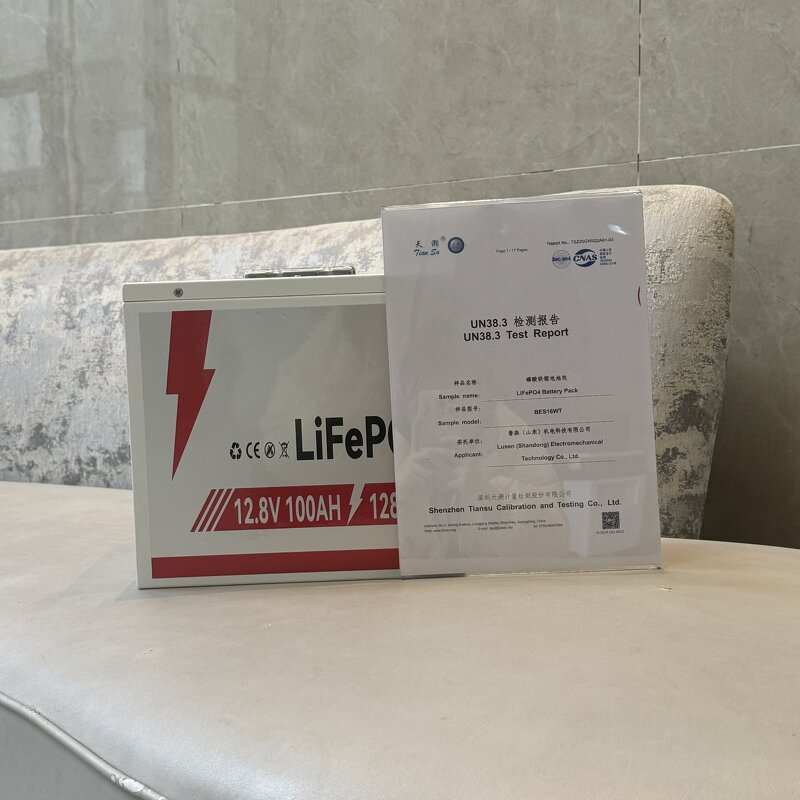 LiFePO
12.8V 100AH
128
天溯
Tian Su
Page 1 / 17 Pages
ilac-MRA
CNAS
UN38.3 检测报告
UN38.3 Test Report
样品名称:
磷酸铁锂电池包
Sample name:
LiFePO4 Battery Pack
样品型号:
BES16WT
Sample model:
委托单位:
鲁森（山东）机电科技有限公司
Applicant:
Lusen (Shandong) Electromechanical
Technology Co., Ltd.
深圳天溯计量检测股份有限公司
Shenzhen Tiansu Calibration and Testing Co., Ltd.